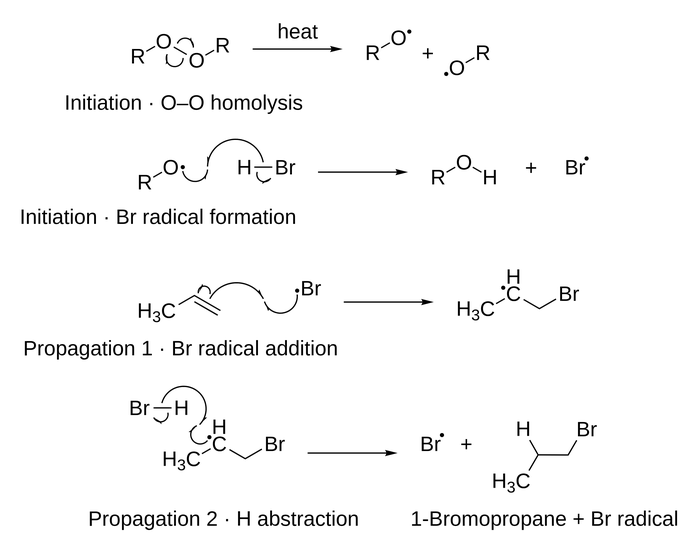 heat
R O O R R O• + •O R
Initiation · O–O homolysis
R O• H Br R O H + Br•
Initiation · Br radical formation
H₃C •Br H₃C •C H Br
Propagation 1 · Br radical addition
Br H
H₃C •C H Br Br• + H Br H₃C
Propagation 2 · H abstraction 1-Bromopropane + Br radical